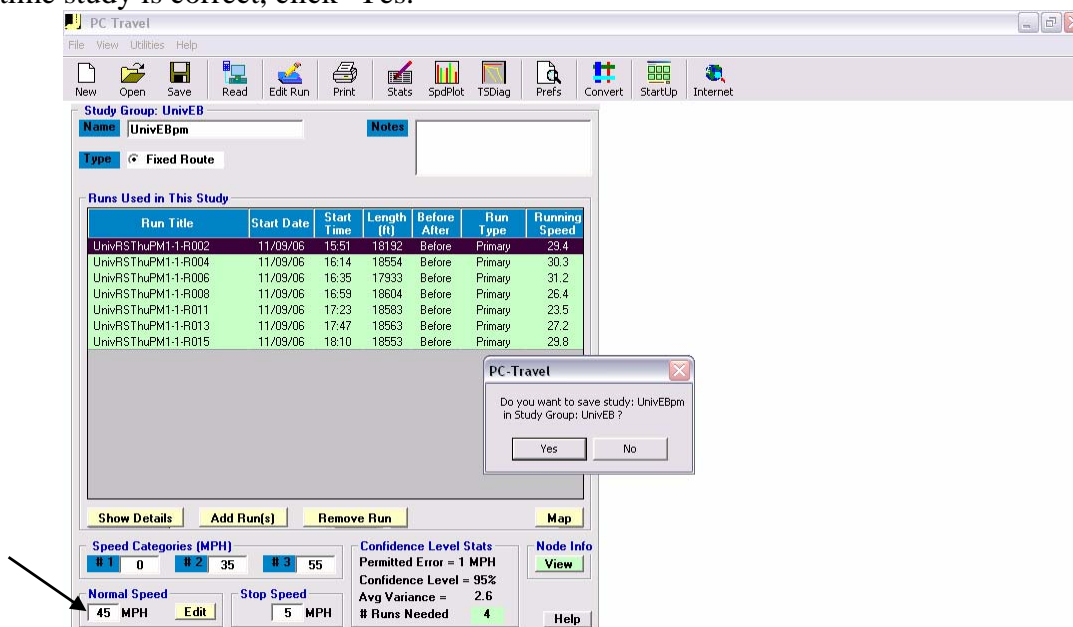 time study is correct, click "Yes."
PC Travel
File View Utilities Help
New Open Save Read Edit Run Print Stats SpdPlot TSDiag Prefs Convert StartUp Internet
Study Group: UnivEB
Name UnivEBpm Notes
Type Fixed Route
Runs Used in This Study
Run Title Start Date Start Time Length (ft) Before After Run Type Running Speed
UnivRSThuPM1-1-R002 11/09/06 15:51 18192 Before Primary 29.4
UnivRSThuPM1-1-R004 11/09/06 16:14 18554 Before Primary 30.3
UnivRSThuPM1-1-R006 11/09/06 16:35 17933 Before Primary 31.2
UnivRSThuPM1-1-R008 11/09/06 16:59 18604 Before Primary 26.4
UnivRSThuPM1-1-R011 11/09/06 17:23 18583 Before Primary 23.5
UnivRSThuPM1-1-R013 11/09/06 17:47 18563 Before Primary 27.2
UnivRSThuPM1-1-R015 11/09/06 18:10 18553 Before Primary 29.8
PC-Travel
Do you want to save study: UnivEBpm
in Study Group: UnivEB ?
Yes No
Show Details Add Run(s) Remove Run Map
Speed Categories (MPH)
# 1 0 # 2 35 # 3 55
Normal Speed
45 MPH Edit
Stop Speed
5 MPH
Confidence Level Stats
Permitted Error = 1 MPH
Confidence Level = 95%
Avg Variance = 2.6
# Runs Needed 4
Node Info
View
Help